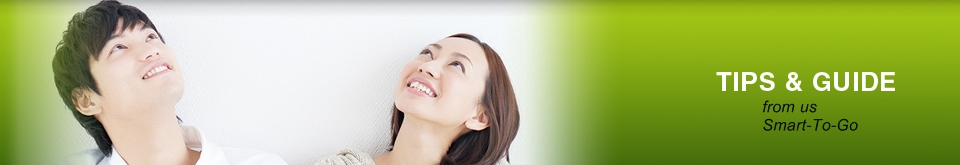 TIPS & GUIDE
from us
Smart-To-Go